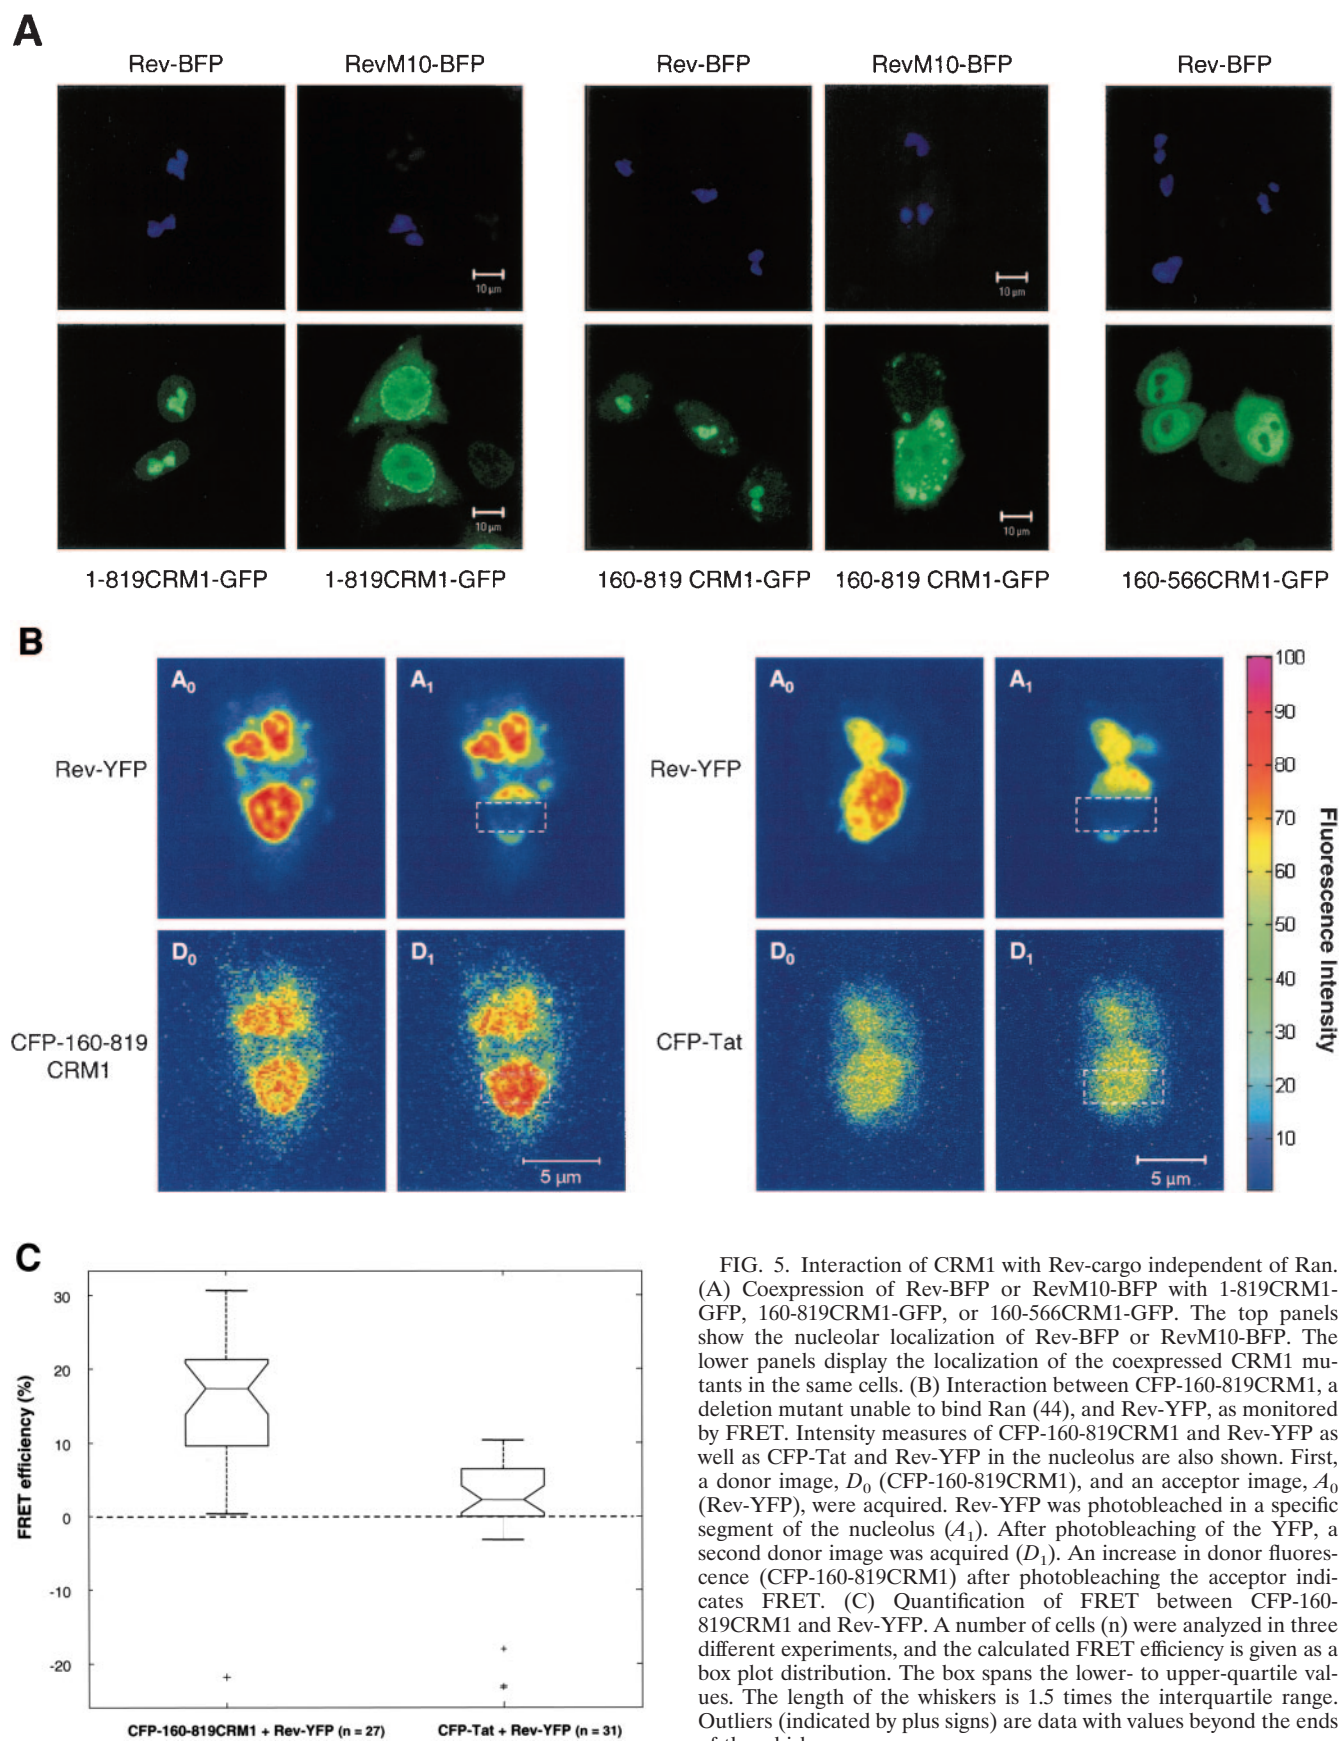 A
Rev-BFP
RevM10-BFP
Rev-BFP
RevM10-BFP
Rev-BFP
10 µm
10 µm
10 µm
10 µm
1-819CRM1-GFP
1-819CRM1-GFP
160-819 CRM1-GFP
160-819 CRM1-GFP
160-566CRM1-GFP
B
A0
A1
A0
A1
Rev-YFP
Rev-YFP
D0
D1
D0
D1
CFP-160-819
CRM1
CFP-Tat
5 µm
5 µm
100
90
80
70
60
50
40
30
20
10
Fluorescence Intensity
C
30
20
10
0
-10
-20
FRET efficiency (%)
CFP-160-819CRM1 + Rev-YFP (n = 27)
CFP-Tat + Rev-YFP (n = 31)
FIG. 5. Interaction of CRM1 with Rev-cargo independent of Ran.
(A) Coexpression of Rev-BFP or RevM10-BFP with 1-819CRM1-
GFP, 160-819CRM1-GFP, or 160-566CRM1-GFP. The top panels
show the nucleolar localization of Rev-BFP or RevM10-BFP. The
lower panels display the localization of the coexpressed CRM1 mu-
tants in the same cells. (B) Interaction between CFP-160-819CRM1, a
deletion mutant unable to bind Ran (44), and Rev-YFP, as monitored
by FRET. Intensity measures of CFP-160-819CRM1 and Rev-YFP as
well as CFP-Tat and Rev-YFP in the nucleolus are also shown. First,
a donor image, D0 (CFP-160-819CRM1), and an acceptor image, A0
(Rev-YFP), were acquired. Rev-YFP was photobleached in a specific
segment of the nucleolus (A1). After photobleaching of the YFP, a
second donor image was acquired (D1). An increase in donor fluores-
cence (CFP-160-819CRM1) after photobleaching the acceptor indi-
cates FRET. (C) Quantification of FRET between CFP-160-
819CRM1 and Rev-YFP. A number of cells (n) were analyzed in three
different experiments, and the calculated FRET efficiency is given as a
box plot distribution. The box spans the lower- to upper-quartile val-
ues. The length of the whiskers is 1.5 times the interquartile range.
Outliers (indicated by plus signs) are data with values beyond the ends